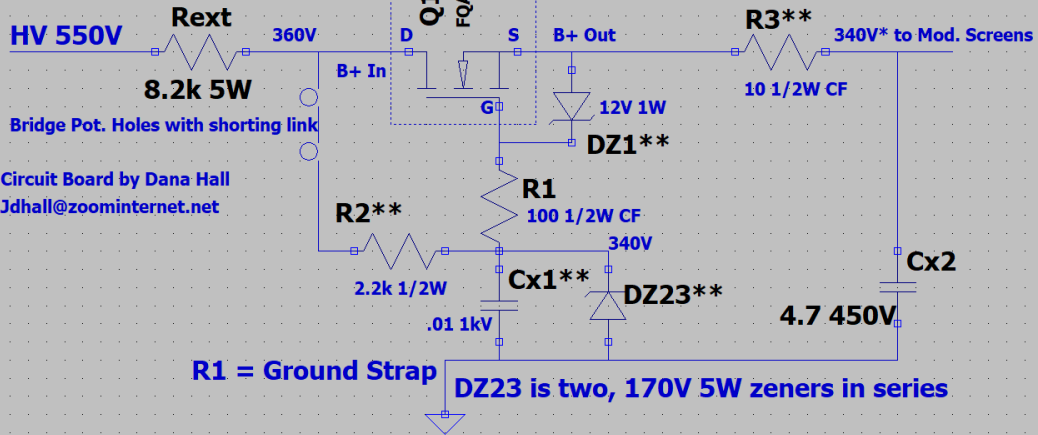 Q1
FQA
Rext
R3**
HV 550V
360V
D
S
B+ Out
340V* to Mod. Screens
B+ In
8.2k 5W
10 1/2W CF
G
12V 1W
Bridge Pot. Holes with shorting link
DZ1**
Circuit Board by Dana Hall
Jdhall@zoominternet.net
R1
100 1/2W CF
R2**
340V
Cx2
Cx1**
2.2k 1/2W
DZ23**
.01 1kV
4.7 450V
R1 = Ground Strap
DZ23 is two, 170V 5W zeners in series